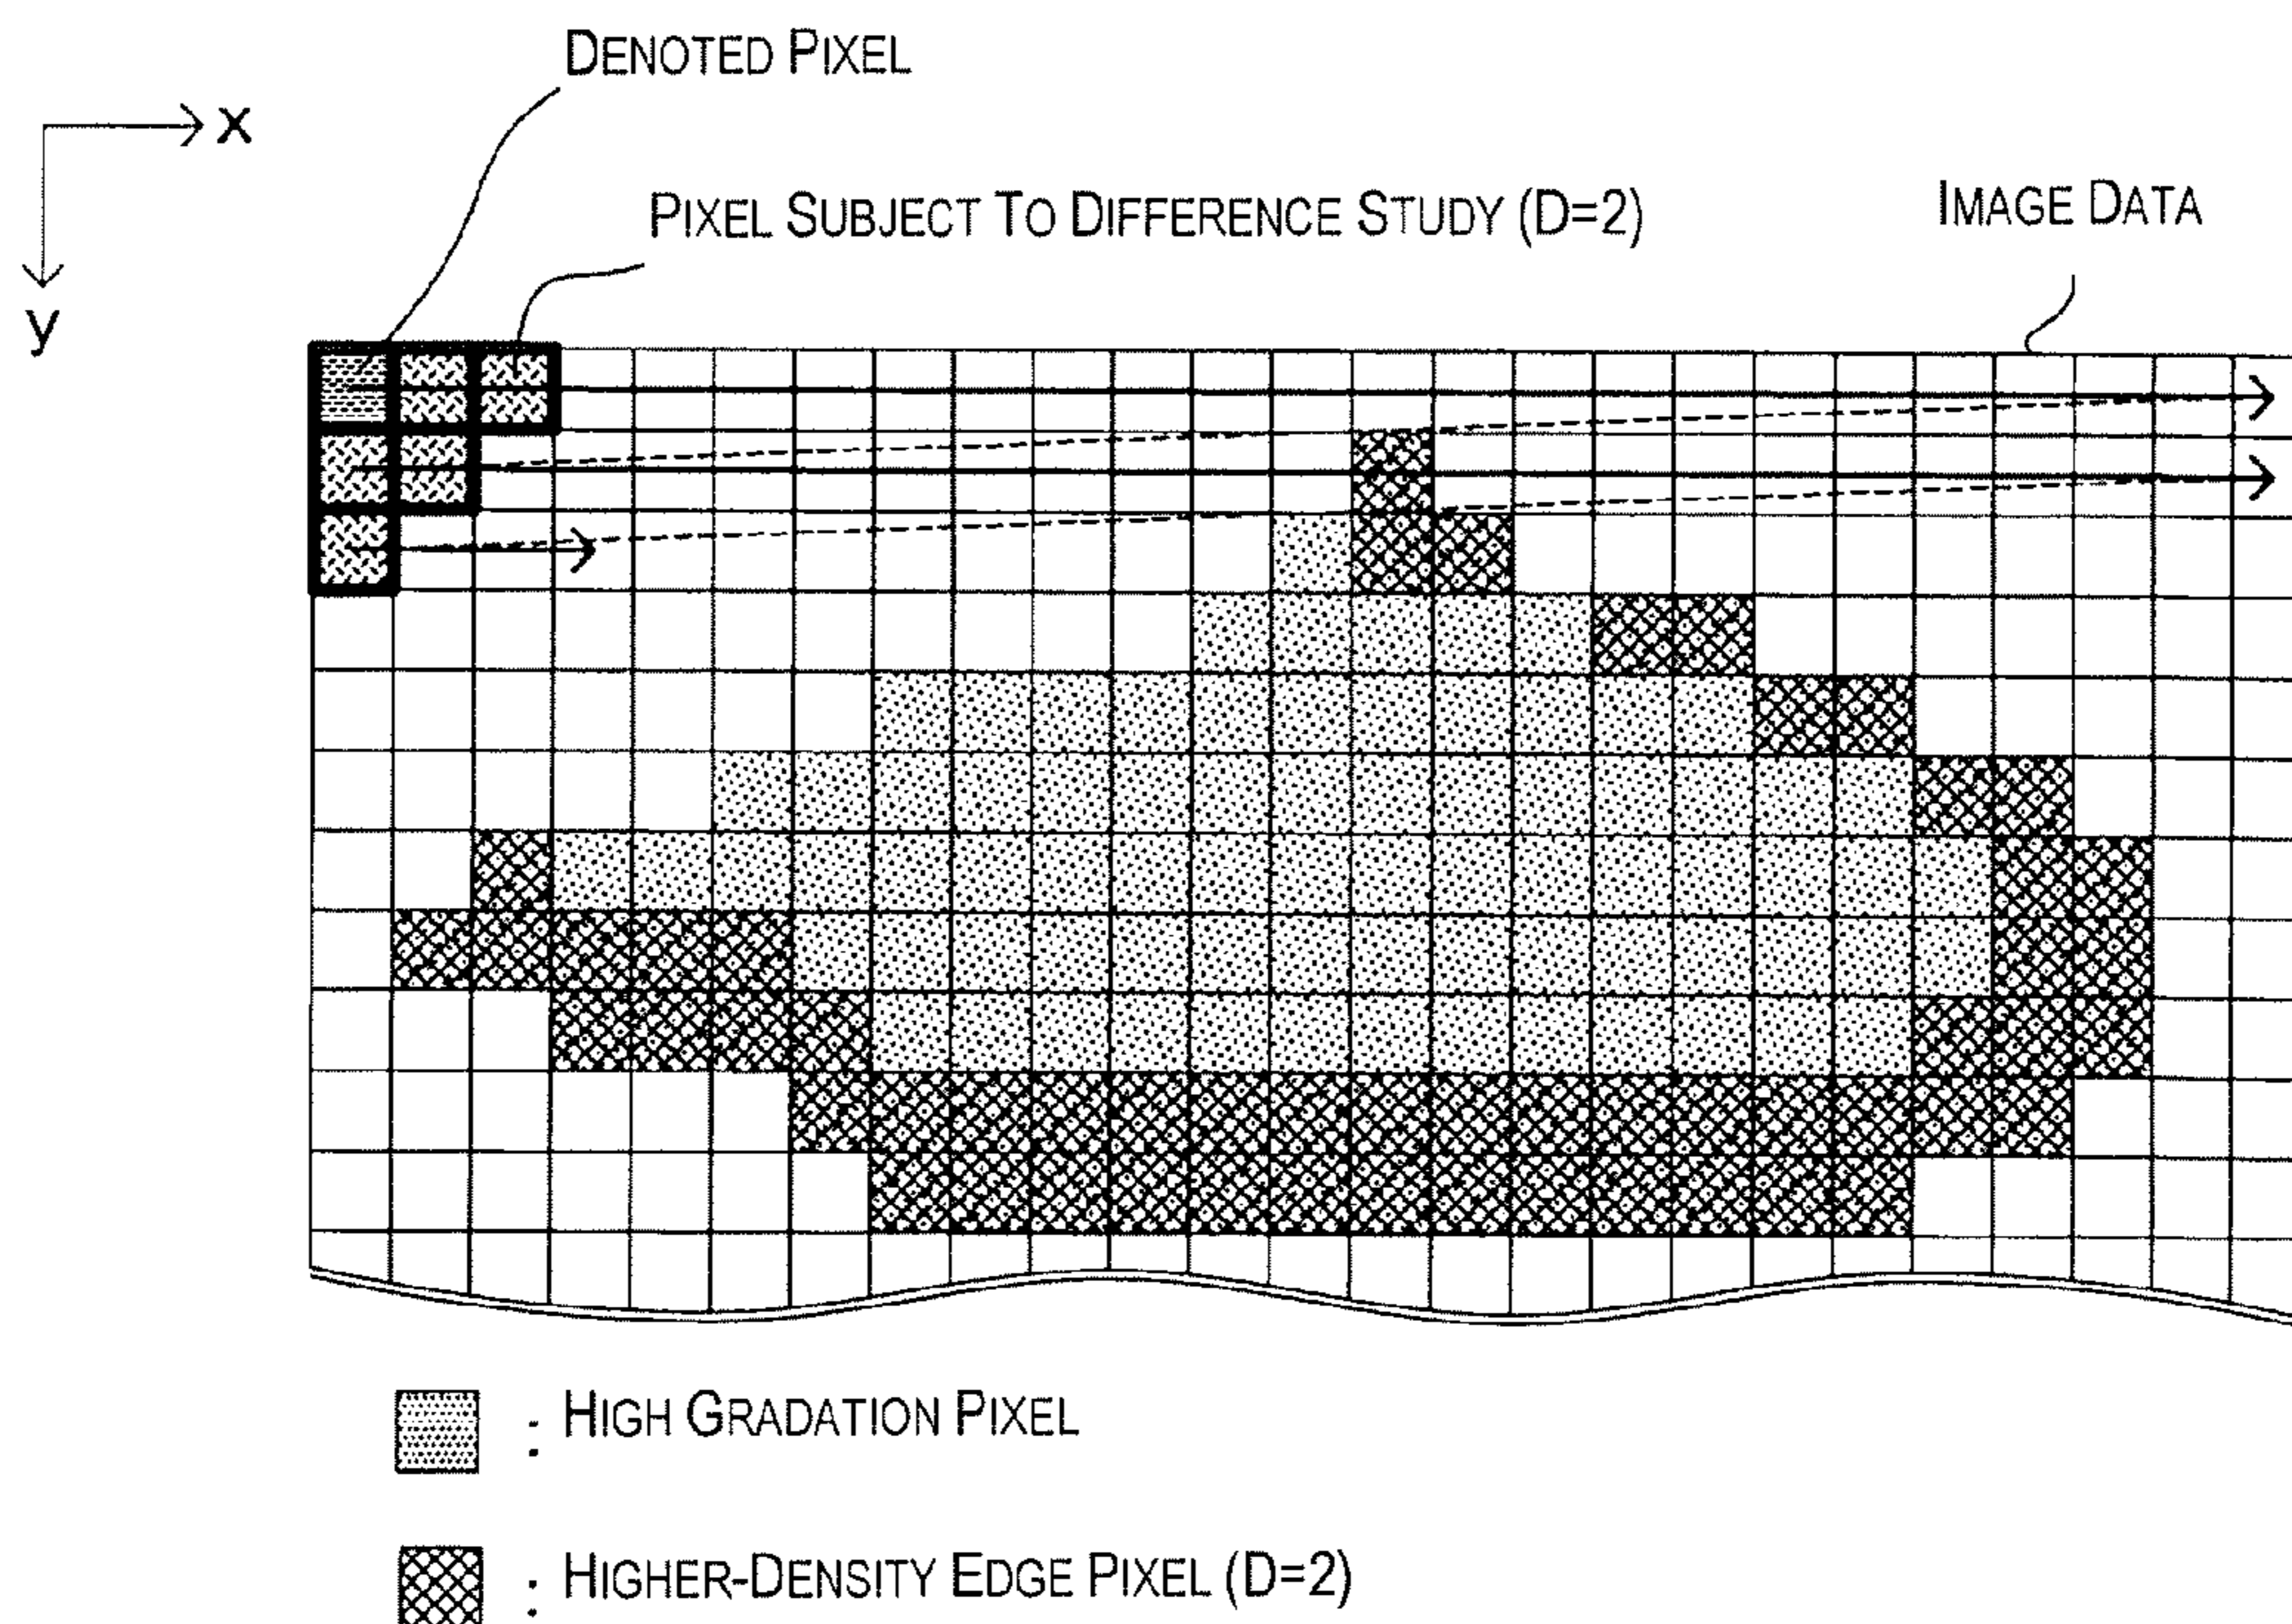 DENOTED PIXEL
x
PIXEL SUBJECT TO DIFFERENCE STUDY (D=2)
IMAGE DATA
y
: HIGH GRADATION PIXEL
: HIGHER-DENSITY EDGE PIXEL (D=2)